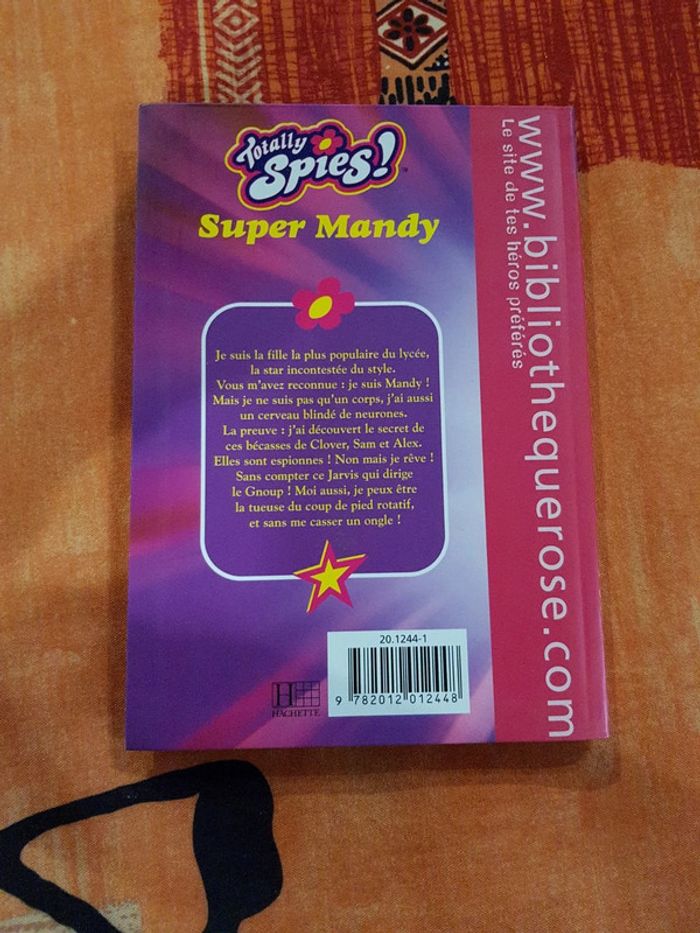 Totally
Spies!
Super Mandy
Je suis la fille la plus populaire du lycée,
la star incontestée du style.
Vous m'avez reconnue : je suis Mandy !
Mais je ne suis pas qu'un corps, j'ai aussi
un cerveau blindé de neurones.
La preuve : j'ai découvert le secret de
ces bécasses de Clover, Sam et Alex.
Elles sont espionnes ! Non mais je rêve !
Sans compter ce Jarvis qui dirige
le Gnoup ! Moi aussi, je peux être
la tueuse du coup de pied rotatif,
et sans me casser un ongle !
20.1244-1
9 782012 012448
H
HACHETTE
www.bibliothequerose.com
Le site de tes héros préférés